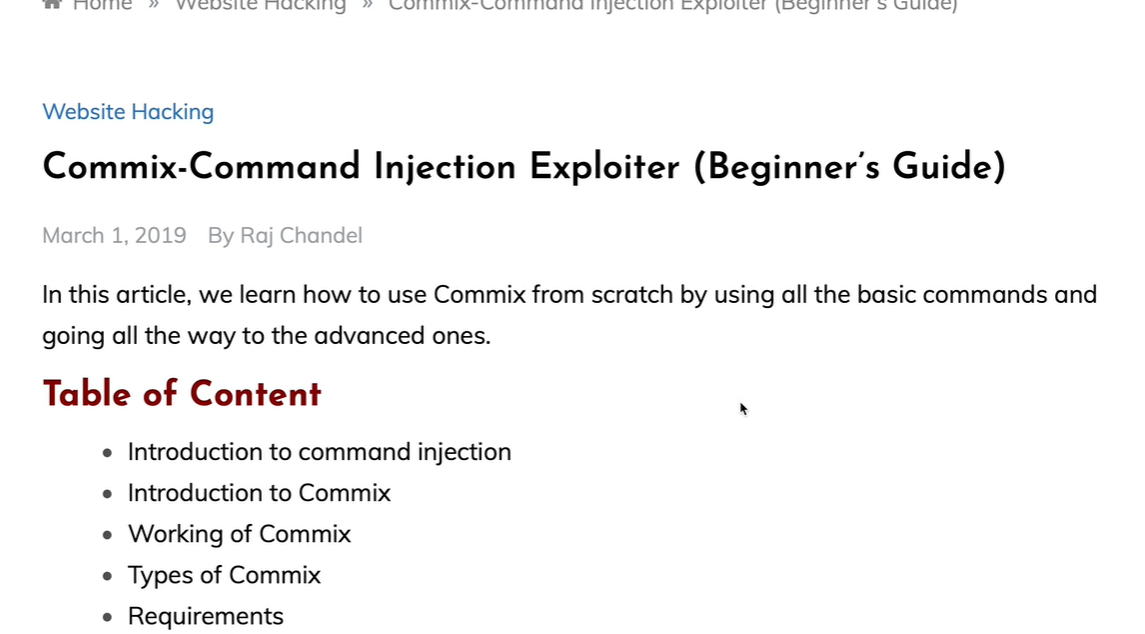 Home » Website Hacking » Commix-Command Injection Exploiter (Beginner's Guide)
Website Hacking
Commix-Command Injection Exploiter (Beginner's Guide)
March 1, 2019 By Raj Chandel
In this article, we learn how to use Commix from scratch by using all the basic commands and
going all the way to the advanced ones.
Table of Content
• Introduction to command injection
• Introduction to Commix
• Working of Commix
• Types of Commix
• Requirements